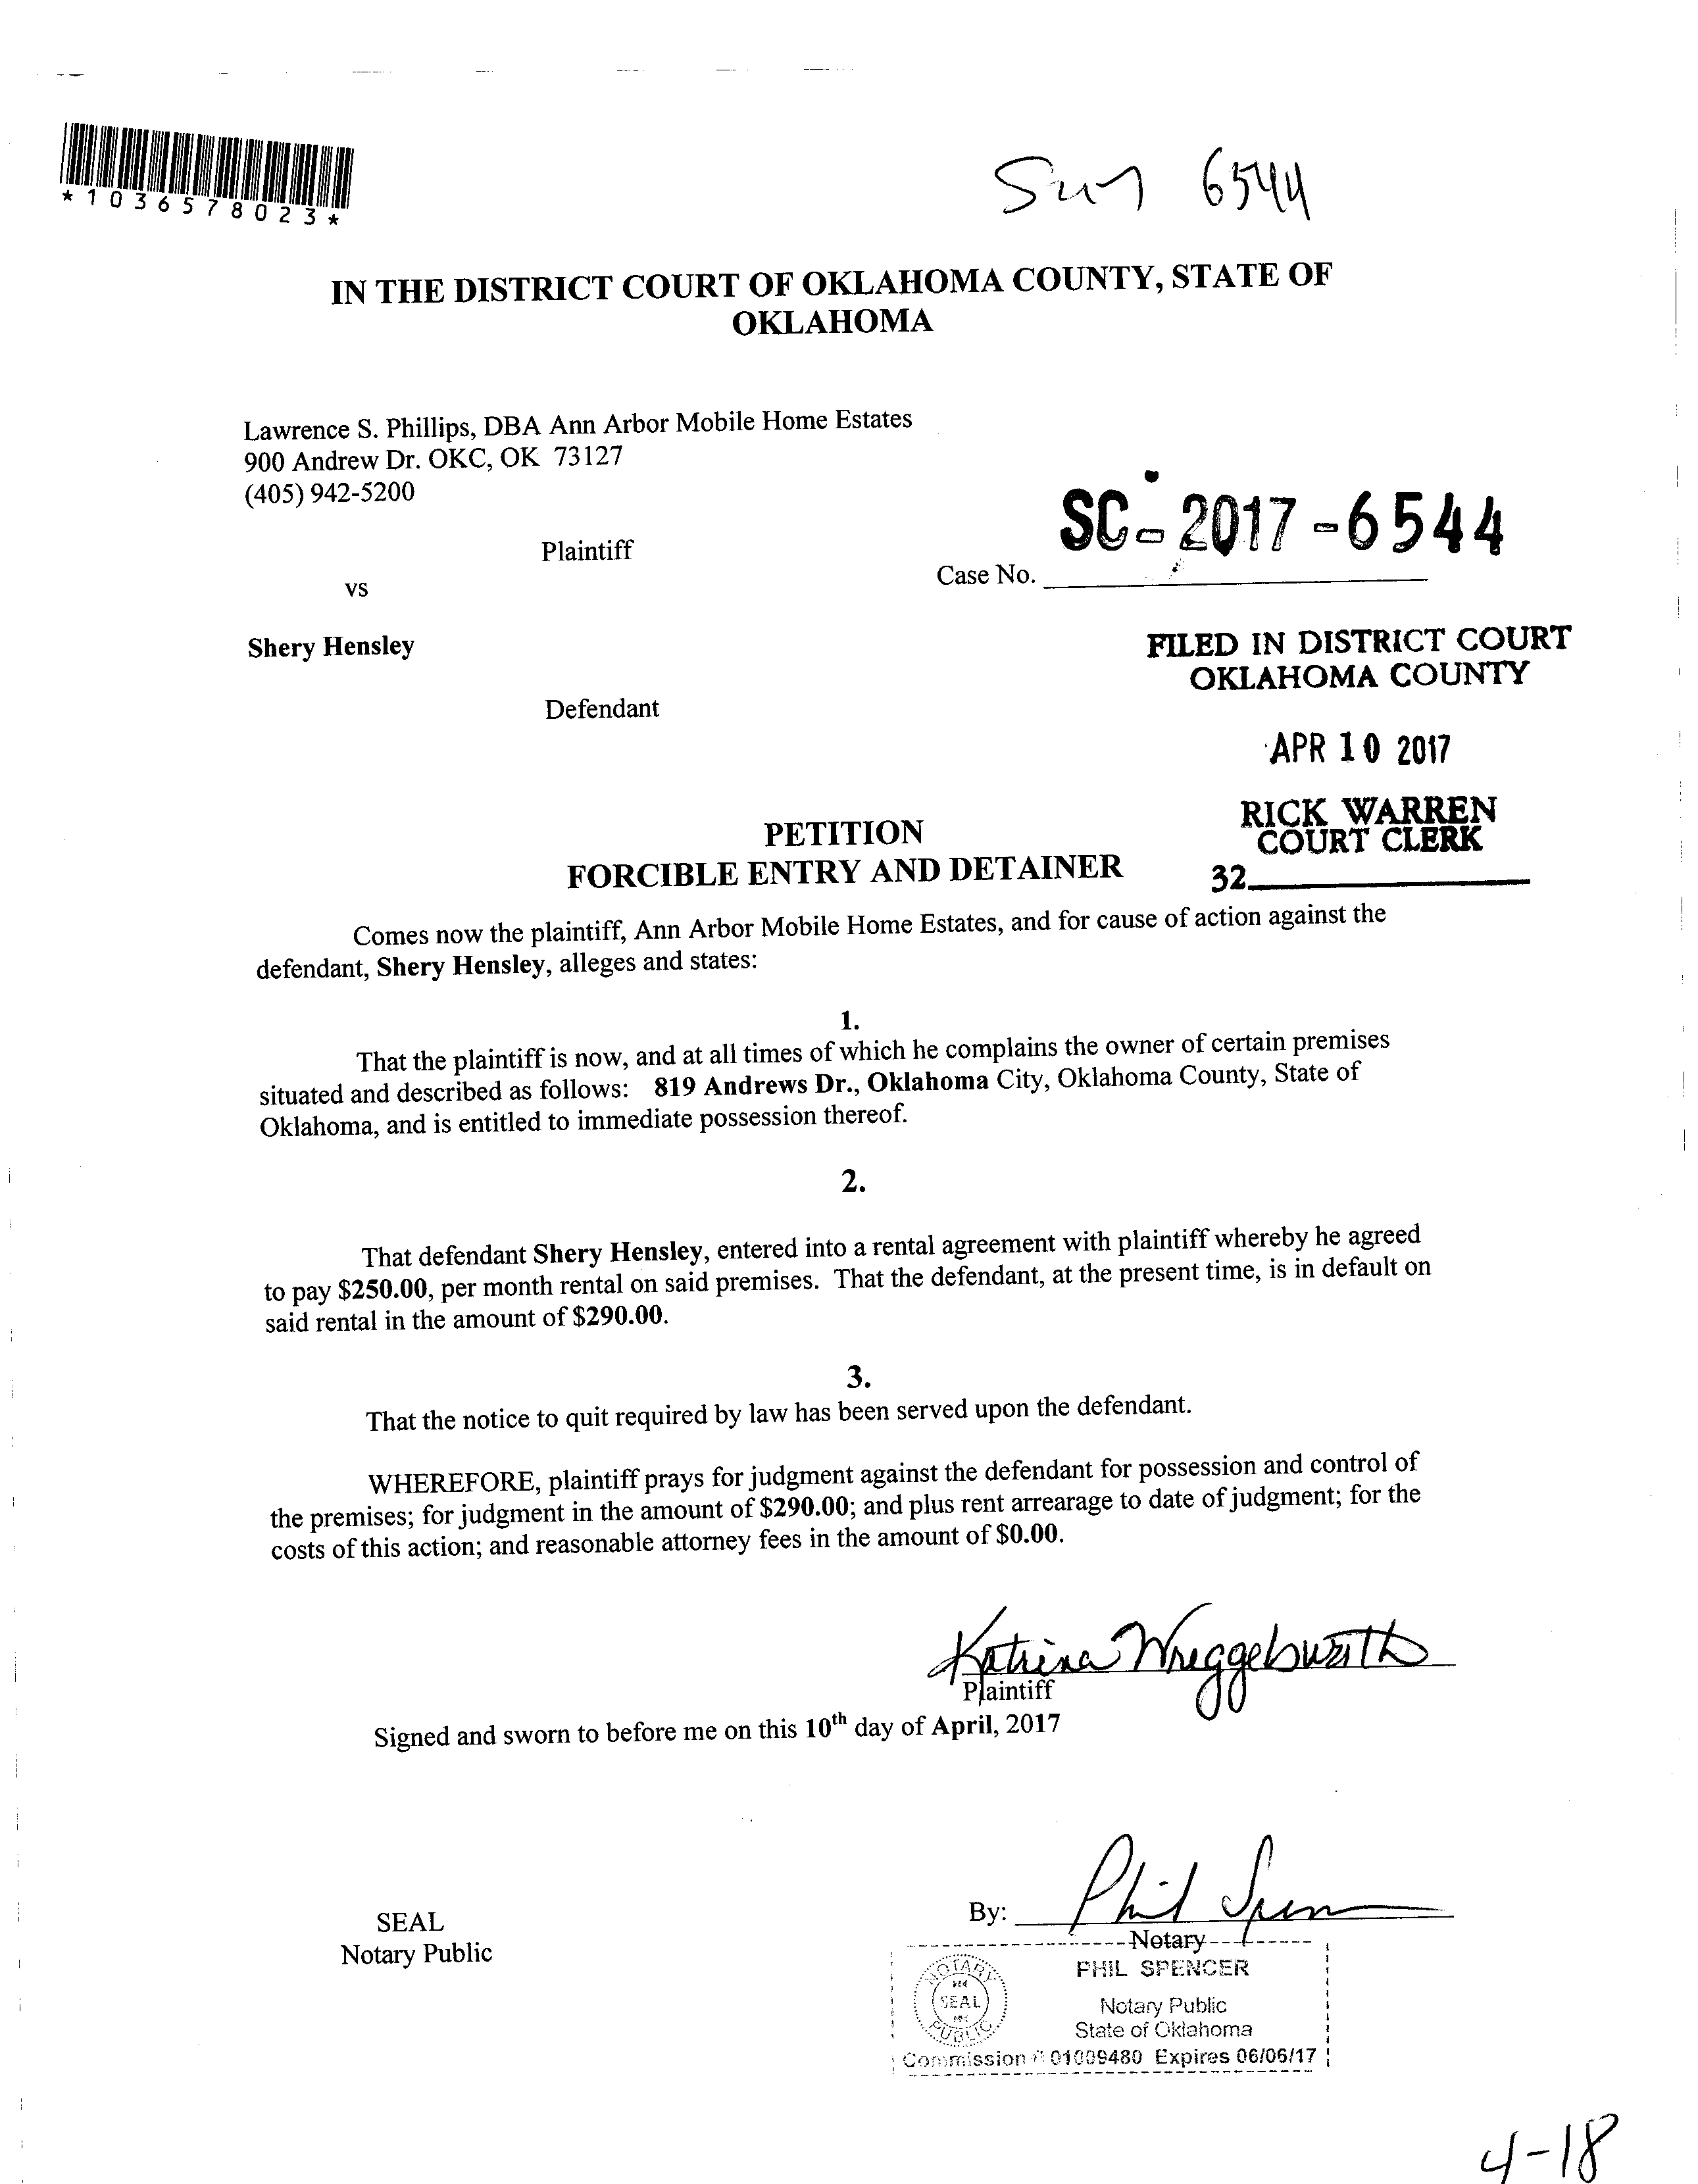 *1036578023*
6544
IN THE DISTRICT COURT OF OKLAHOMA COUNTY, STATE OF
OKLAHOMA
Lawrence S. Phillips, DBA Ann Arbor Mobile Home Estates
900 Andrew Dr. OKC, OK 73127
(405) 942-5200
Plaintiff
SC-2017-6544
Case No.
vs
Shery Hensley
FILED IN DISTRICT COURT
OKLAHOMA COUNTY
Defendant
APR 10 2017
RICK WARREN
COURT CLERK
32
PETITION
FORCIBLE ENTRY AND DETAINER
Comes now the plaintiff, Ann Arbor Mobile Home Estates, and for cause of action against the
defendant, Shery Hensley, alleges and states:
1.
That the plaintiff is now, and at all times of which he complains the owner of certain premises
situated and described as follows: 819 Andrews Dr., Oklahoma City, Oklahoma County, State of
Oklahoma, and is entitled to immediate possession thereof.
2.
That defendant Shery Hensley, entered into a rental agreement with plaintiff whereby he agreed
to pay $250.00, per month rental on said premises. That the defendant, at the present time, is in default on
said rental in the amount of $290.00.
3.
That the notice to quit required by law has been served upon the defendant.
WHEREFORE, plaintiff prays for judgment against the defendant for possession and control of
the premises; for judgment in the amount of $290.00; and plus rent arrearage to date of judgment; for the
costs of this action; and reasonable attorney fees in the amount of $0.00.
Katrina Wreggelsworth
Plaintiff
Signed and sworn to before me on this 10th day of April, 2017
SEAL
Notary Public
By: Phil Spencer
Notary
NOTARY
SEAL
PUBLIC
PHIL SPENCER
Notary Public
State of Oklahoma
Commission # 01009480 Expires 06/06/17
4-18